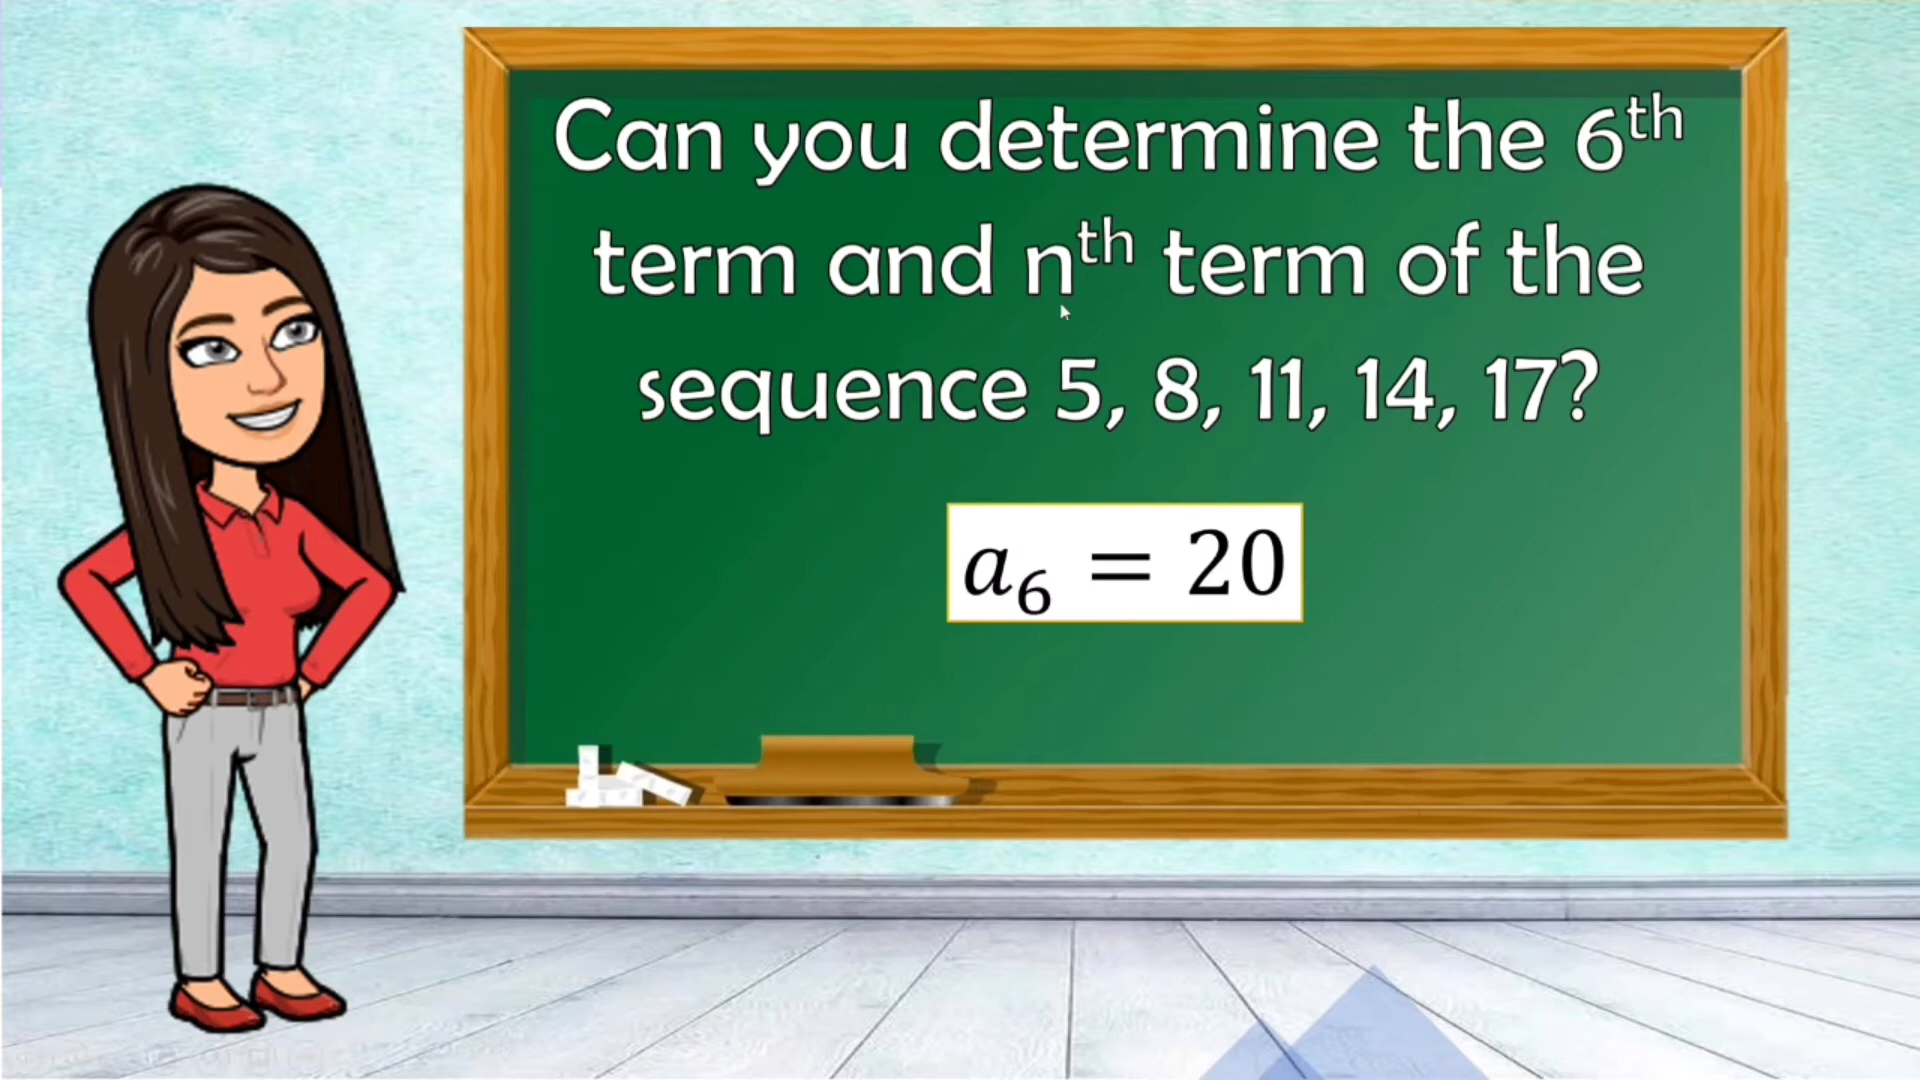 Can you determine the 6th
term and nth term of the
sequence 5, 8, 11, 14, 17?
a₆ = 20